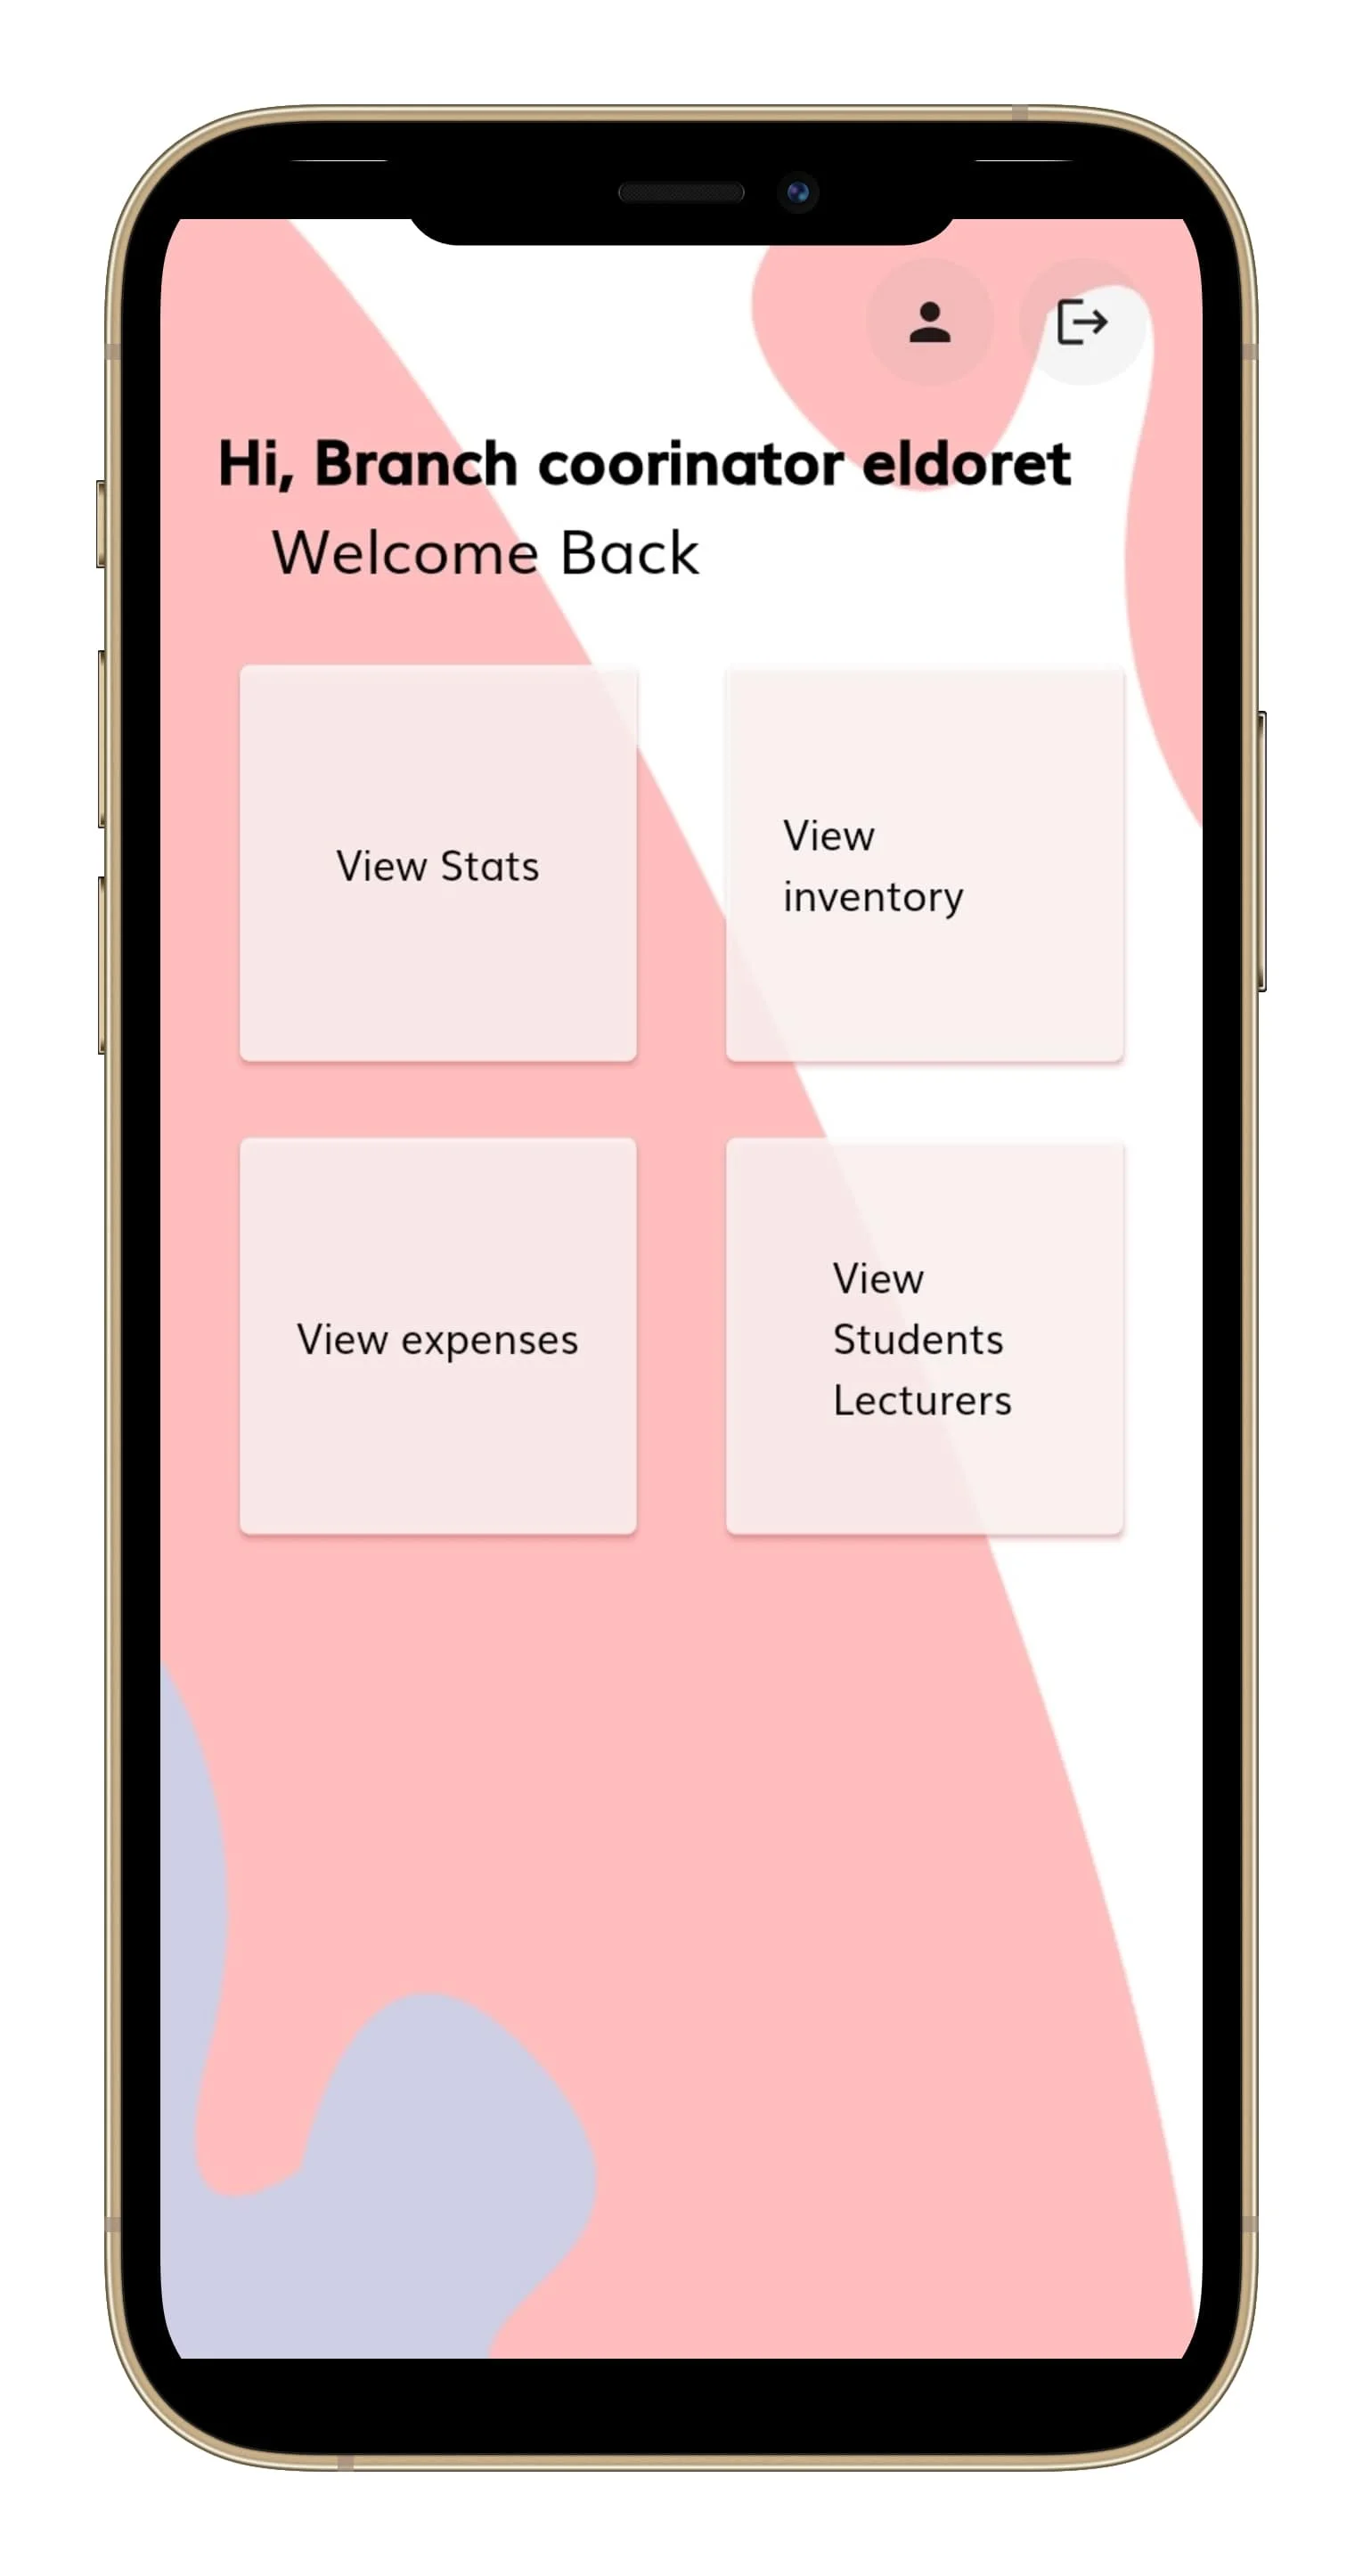 Hi, Branch coorinator eldoret
Welcome Back
View Stats
View
inventory
View expenses
View
Students
Lecturers